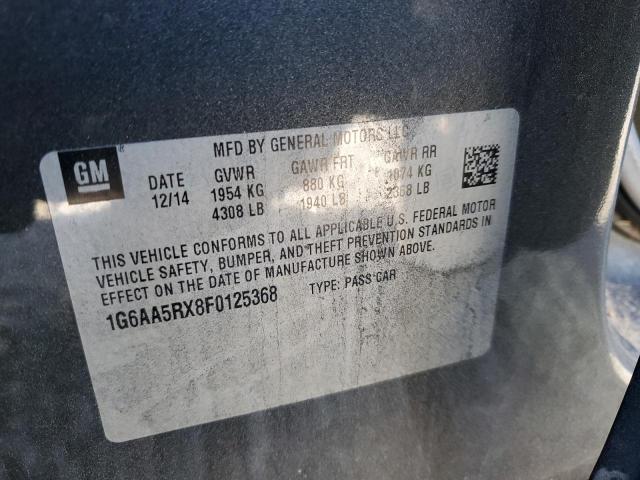 MFD BY GENERAL MOTORS LLC
GM
DATE GVWR GAWR FRT GAWR RR
12/14 1954 KG 880 KG 1074 KG
4308 LB 1940 LB 2368 LB
THIS VEHICLE CONFORMS TO ALL APPLICABLE U.S. FEDERAL MOTOR
VEHICLE SAFETY, BUMPER, AND THEFT PREVENTION STANDARDS IN
EFFECT ON THE DATE OF MANUFACTURE SHOWN ABOVE.
1G6AA5RX8F0125368 TYPE: PASS CAR